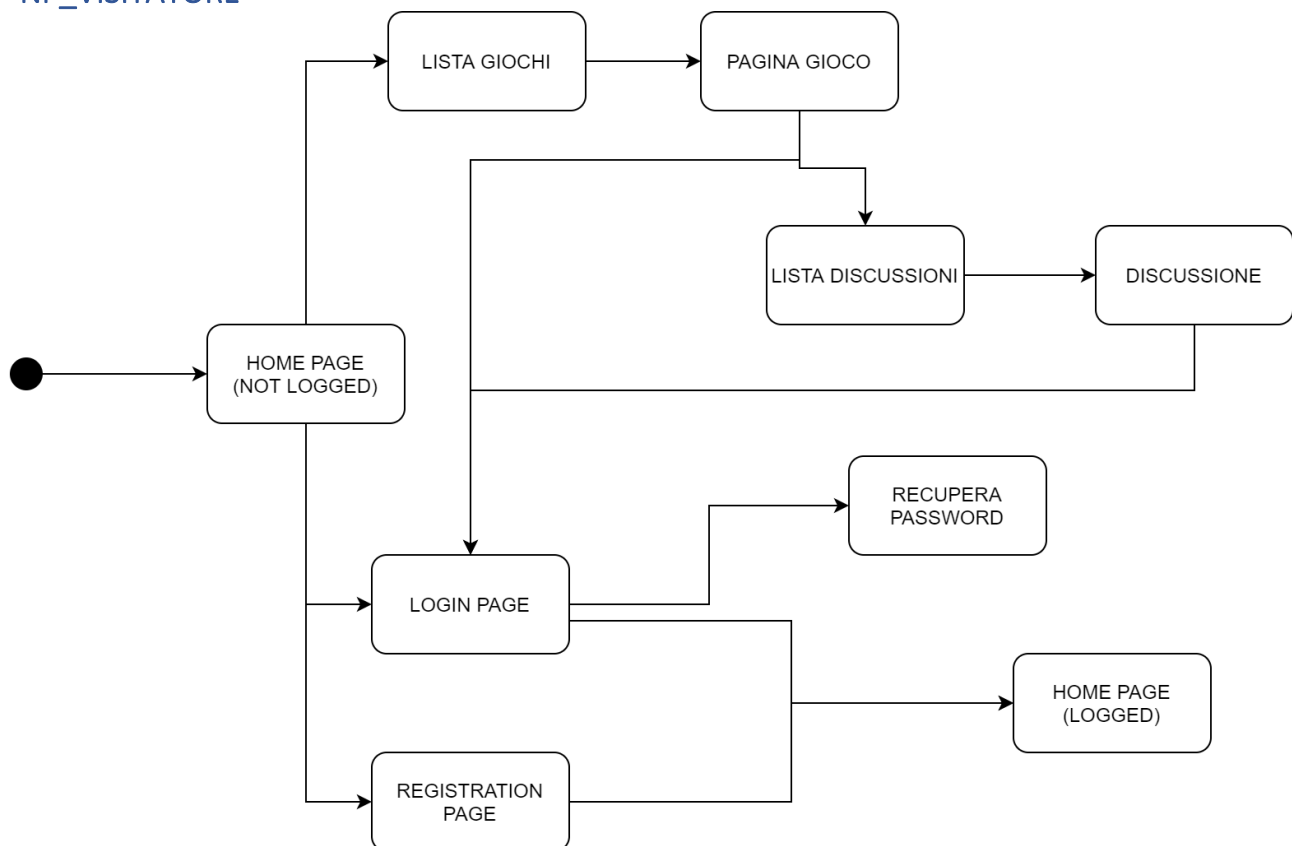 NP_VISITATORE
LISTA GIOCHI
PAGINA GIOCO
LISTA DISCUSSIONI
DISCUSSIONE
HOME PAGE
(NOT LOGGED)
RECUPERA
PASSWORD
LOGIN PAGE
HOME PAGE
(LOGGED)
REGISTRATION
PAGE